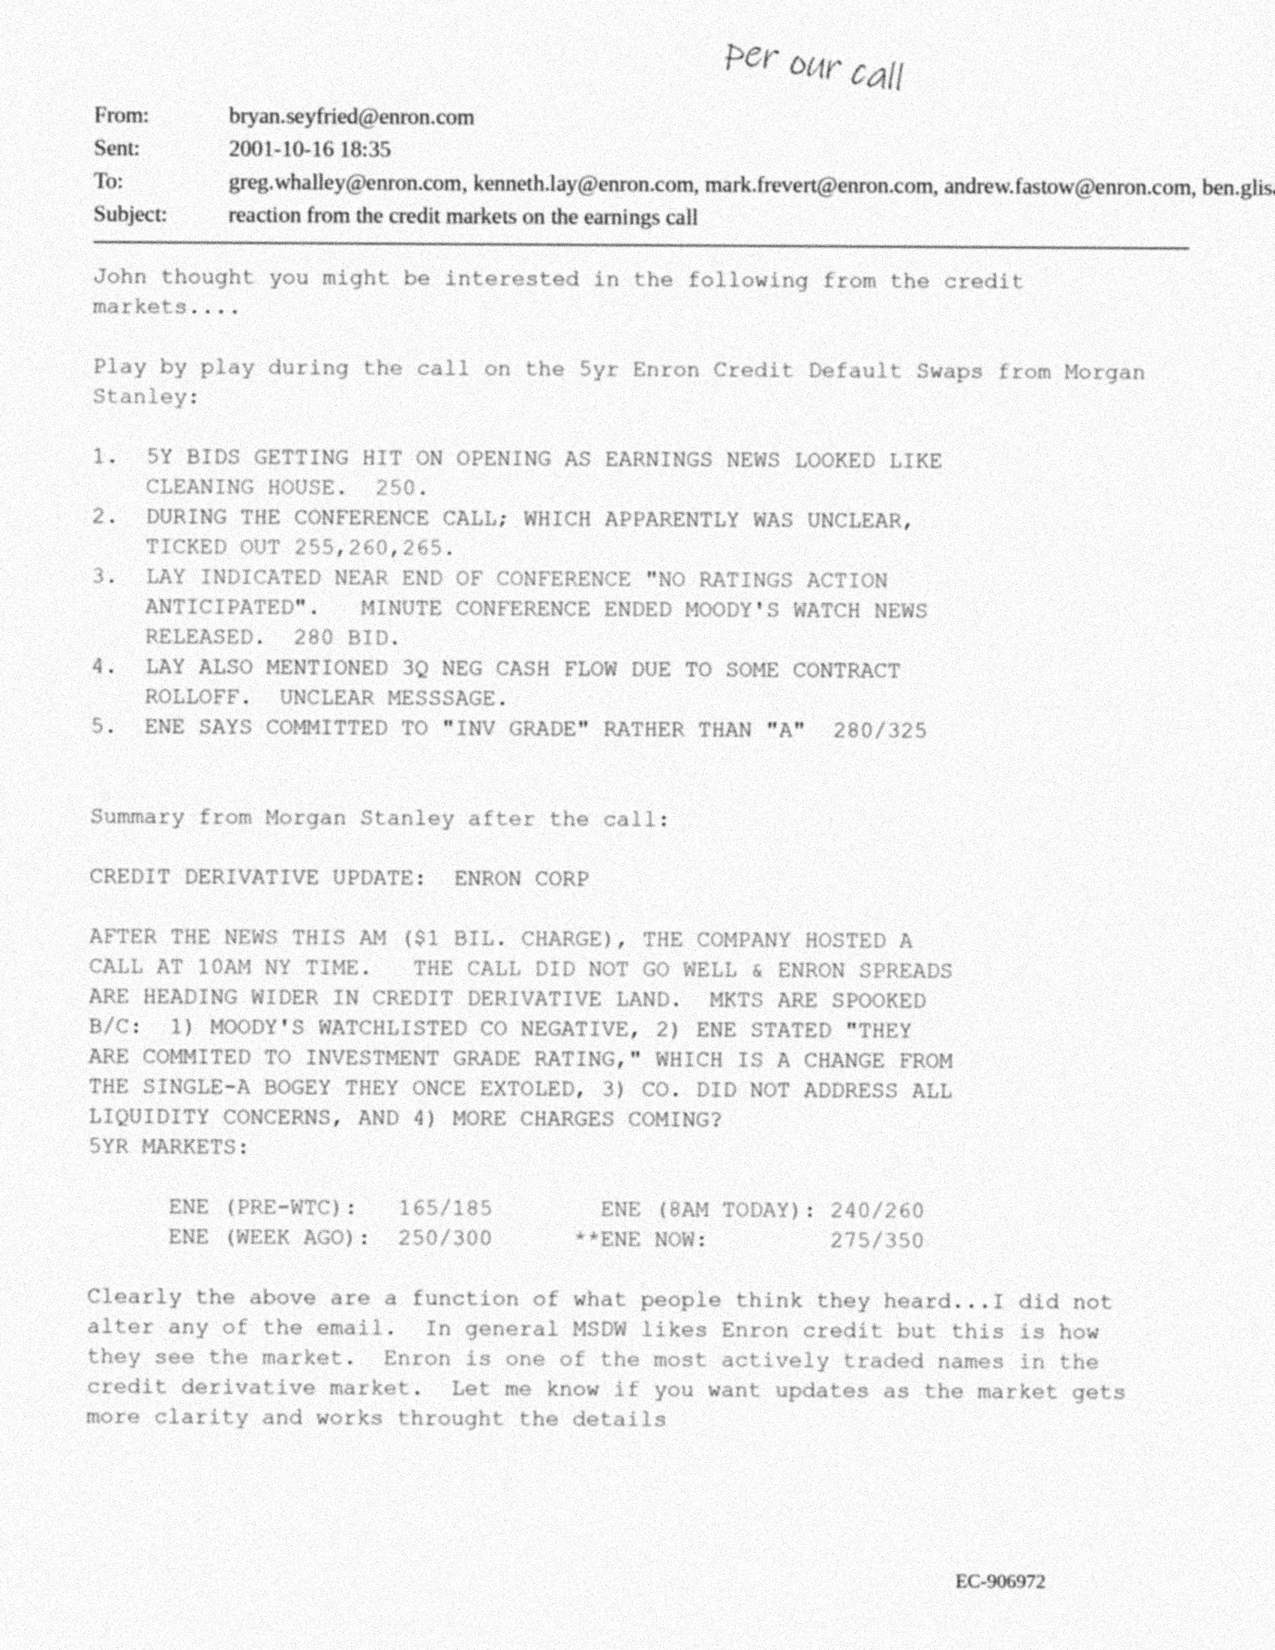 per our call
From: bryan.seyfried@enron.com
Sent: 2001-10-16 18:35
To: greg.whalley@enron.com, kenneth.lay@enron.com, mark.frevert@enron.com, andrew.fastow@enron.com, ben.glis
Subject: reaction from the credit markets on the earnings call
John thought you might be interested in the following from the credit
markets....
Play by play during the call on the 5yr Enron Credit Default Swaps from Morgan
Stanley:
1. 5Y BIDS GETTING HIT ON OPENING AS EARNINGS NEWS LOOKED LIKE
CLEANING HOUSE. 250.
2. DURING THE CONFERENCE CALL; WHICH APPARENTLY WAS UNCLEAR,
TICKED OUT 255,260,265.
3. LAY INDICATED NEAR END OF CONFERENCE "NO RATINGS ACTION
ANTICIPATED". MINUTE CONFERENCE ENDED MOODY'S WATCH NEWS
RELEASED. 280 BID.
4. LAY ALSO MENTIONED 3Q NEG CASH FLOW DUE TO SOME CONTRACT
ROLLOFF. UNCLEAR MESSSAGE.
5. ENE SAYS COMMITTED TO "INV GRADE" RATHER THAN "A" 280/325
Summary from Morgan Stanley after the call:
CREDIT DERIVATIVE UPDATE: ENRON CORP
AFTER THE NEWS THIS AM ($1 BIL. CHARGE), THE COMPANY HOSTED A
CALL AT 10AM NY TIME. THE CALL DID NOT GO WELL & ENRON SPREADS
ARE HEADING WIDER IN CREDIT DERIVATIVE LAND. MKTS ARE SPOOKED
B/C: 1) MOODY'S WATCHLISTED CO NEGATIVE, 2) ENE STATED "THEY
ARE COMMITED TO INVESTMENT GRADE RATING," WHICH IS A CHANGE FROM
THE SINGLE-A BOGEY THEY ONCE EXTOLED, 3) CO. DID NOT ADDRESS ALL
LIQUIDITY CONCERNS, AND 4) MORE CHARGES COMING?
5YR MARKETS:
ENE (PRE-WTC): 165/185 ENE (8AM TODAY): 240/260
ENE (WEEK AGO): 250/300 **ENE NOW: 275/350
Clearly the above are a function of what people think they heard...I did not
alter any of the email. In general MSDW likes Enron credit but this is how
they see the market. Enron is one of the most actively traded names in the
credit derivative market. Let me know if you want updates as the market gets
more clarity and works throught the details
EC-906972